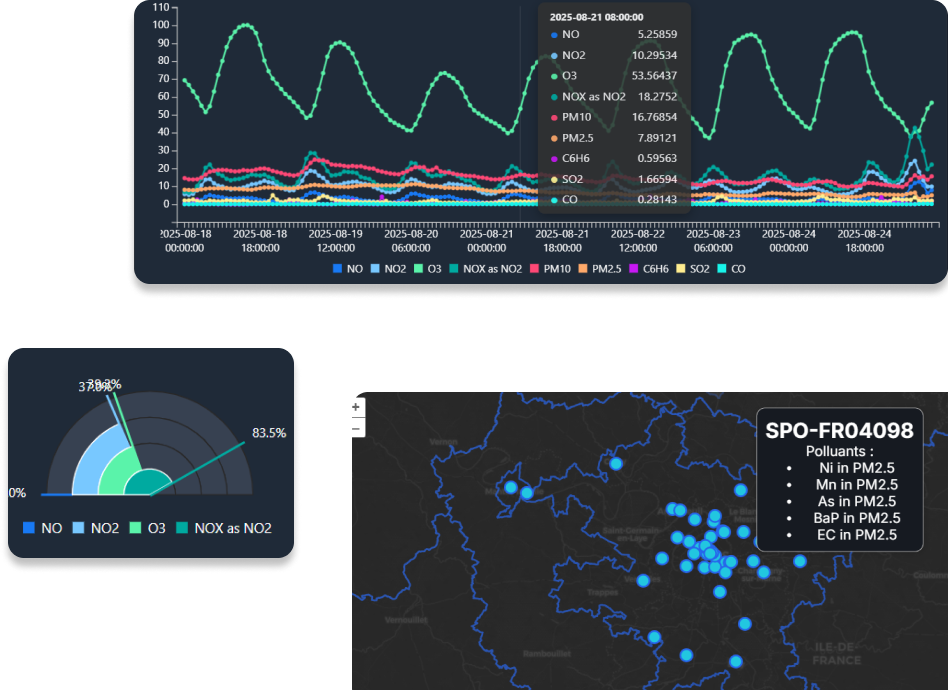 110
100
90
80
70
60
50
40
30
20
10
0
2025-08-21 08:00:00
NO 5.25859
NO2 10.29534
O3 53.56437
NOX as NO2 18.2752
PM10 16.76854
PM2.5 7.89121
C6H6 0.59563
SO2 1.66594
CO 0.28143
2025-08-18 2025-08-18 2025-08-19 2025-08-20 2025-08-21 2025-08-21 2025-08-22 2025-08-23 2025-08-24 2025-08-24
00:00:00 18:00:00 12:00:00 06:00:00 00:00:00 18:00:00 12:00:00 06:00:00 00:00:00 18:00:00
NO NO2 O3 NOX as NO2 PM10 PM2.5 C6H6 SO2 CO
83.5%
0%
NO NO2 O3 NOX as NO2
+
−
SPO-FR04098
Polluants :
• Ni in PM2.5
• Mn in PM2.5
• As in PM2.5
• BaP in PM2.5
• EC in PM2.5
Vernon
Saint-Germain-
en-Laye
Trappes
Vernouillet
Rambouillet
ILE-DE-
FRANCE